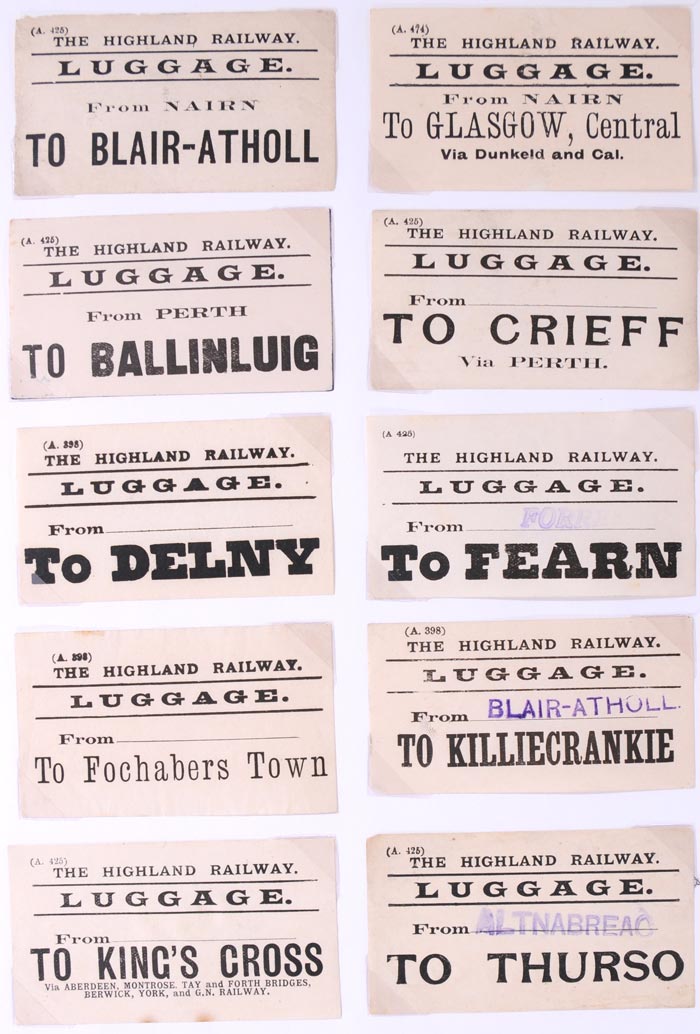 (A. 425)
THE HIGHLAND RAILWAY.
LUGGAGE.
From NAIRN
TO BLAIR-ATHOLL
(A. 474)
THE HIGHLAND RAILWAY.
LUGGAGE.
From NAIRN
To GLASGOW, Central
Via Dunkeld and Cal.
(A. 425)
THE HIGHLAND RAILWAY.
LUGGAGE.
From PERTH
TO BALLINLUIG
(A. 425)
THE HIGHLAND RAILWAY.
LUGGAGE.
From
TO CRIEFF
Via PERTH.
(A. 398)
THE HIGHLAND RAILWAY.
LUGGAGE.
From
To DELNY
(A 425)
THE HIGHLAND RAILWAY.
LUGGAGE.
From
To FEARN
(A. 398)
THE HIGHLAND RAILWAY.
LUGGAGE.
From
To Fochabers Town
(A. 398)
THE HIGHLAND RAILWAY.
LUGGAGE.
From BLAIR-ATHOLL.
TO KILLIECRANKIE
(A. 425)
THE HIGHLAND RAILWAY.
LUGGAGE.
From
TO KING'S CROSS
Via ABERDEEN, MONTROSE, TAY and FORTH BRIDGES,
BERWICK, YORK, and G.N. RAILWAY.
(A. 425)
THE HIGHLAND RAILWAY.
LUGGAGE.
From ALTNABREAC
TO THURSO